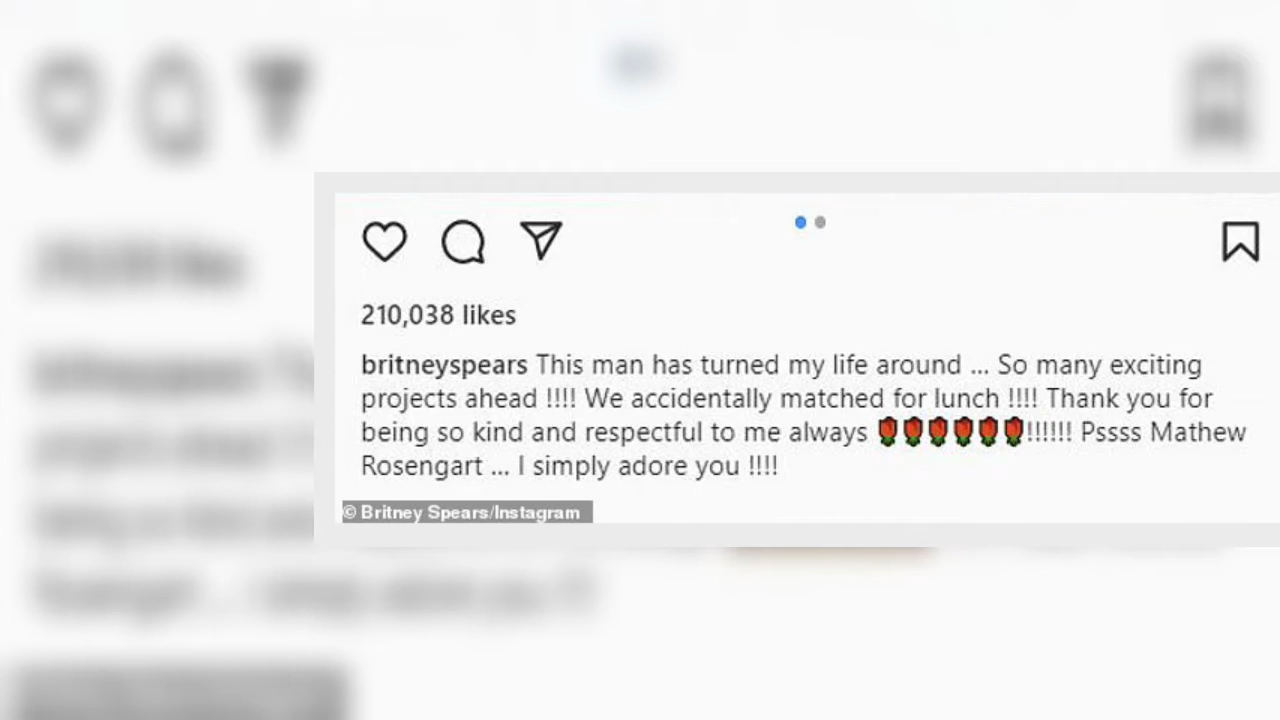 210,038 likes
britneyspears This man has turned my life around ... So many exciting
projects ahead !!!! We accidentally matched for lunch !!!! Thank you for
being so kind and respectful to me always 🌹🌹🌹🌹🌹🌹!!!!!! Pssss Mathew
Rosengart ... I simply adore you !!!!
© Britney Spears/Instagram